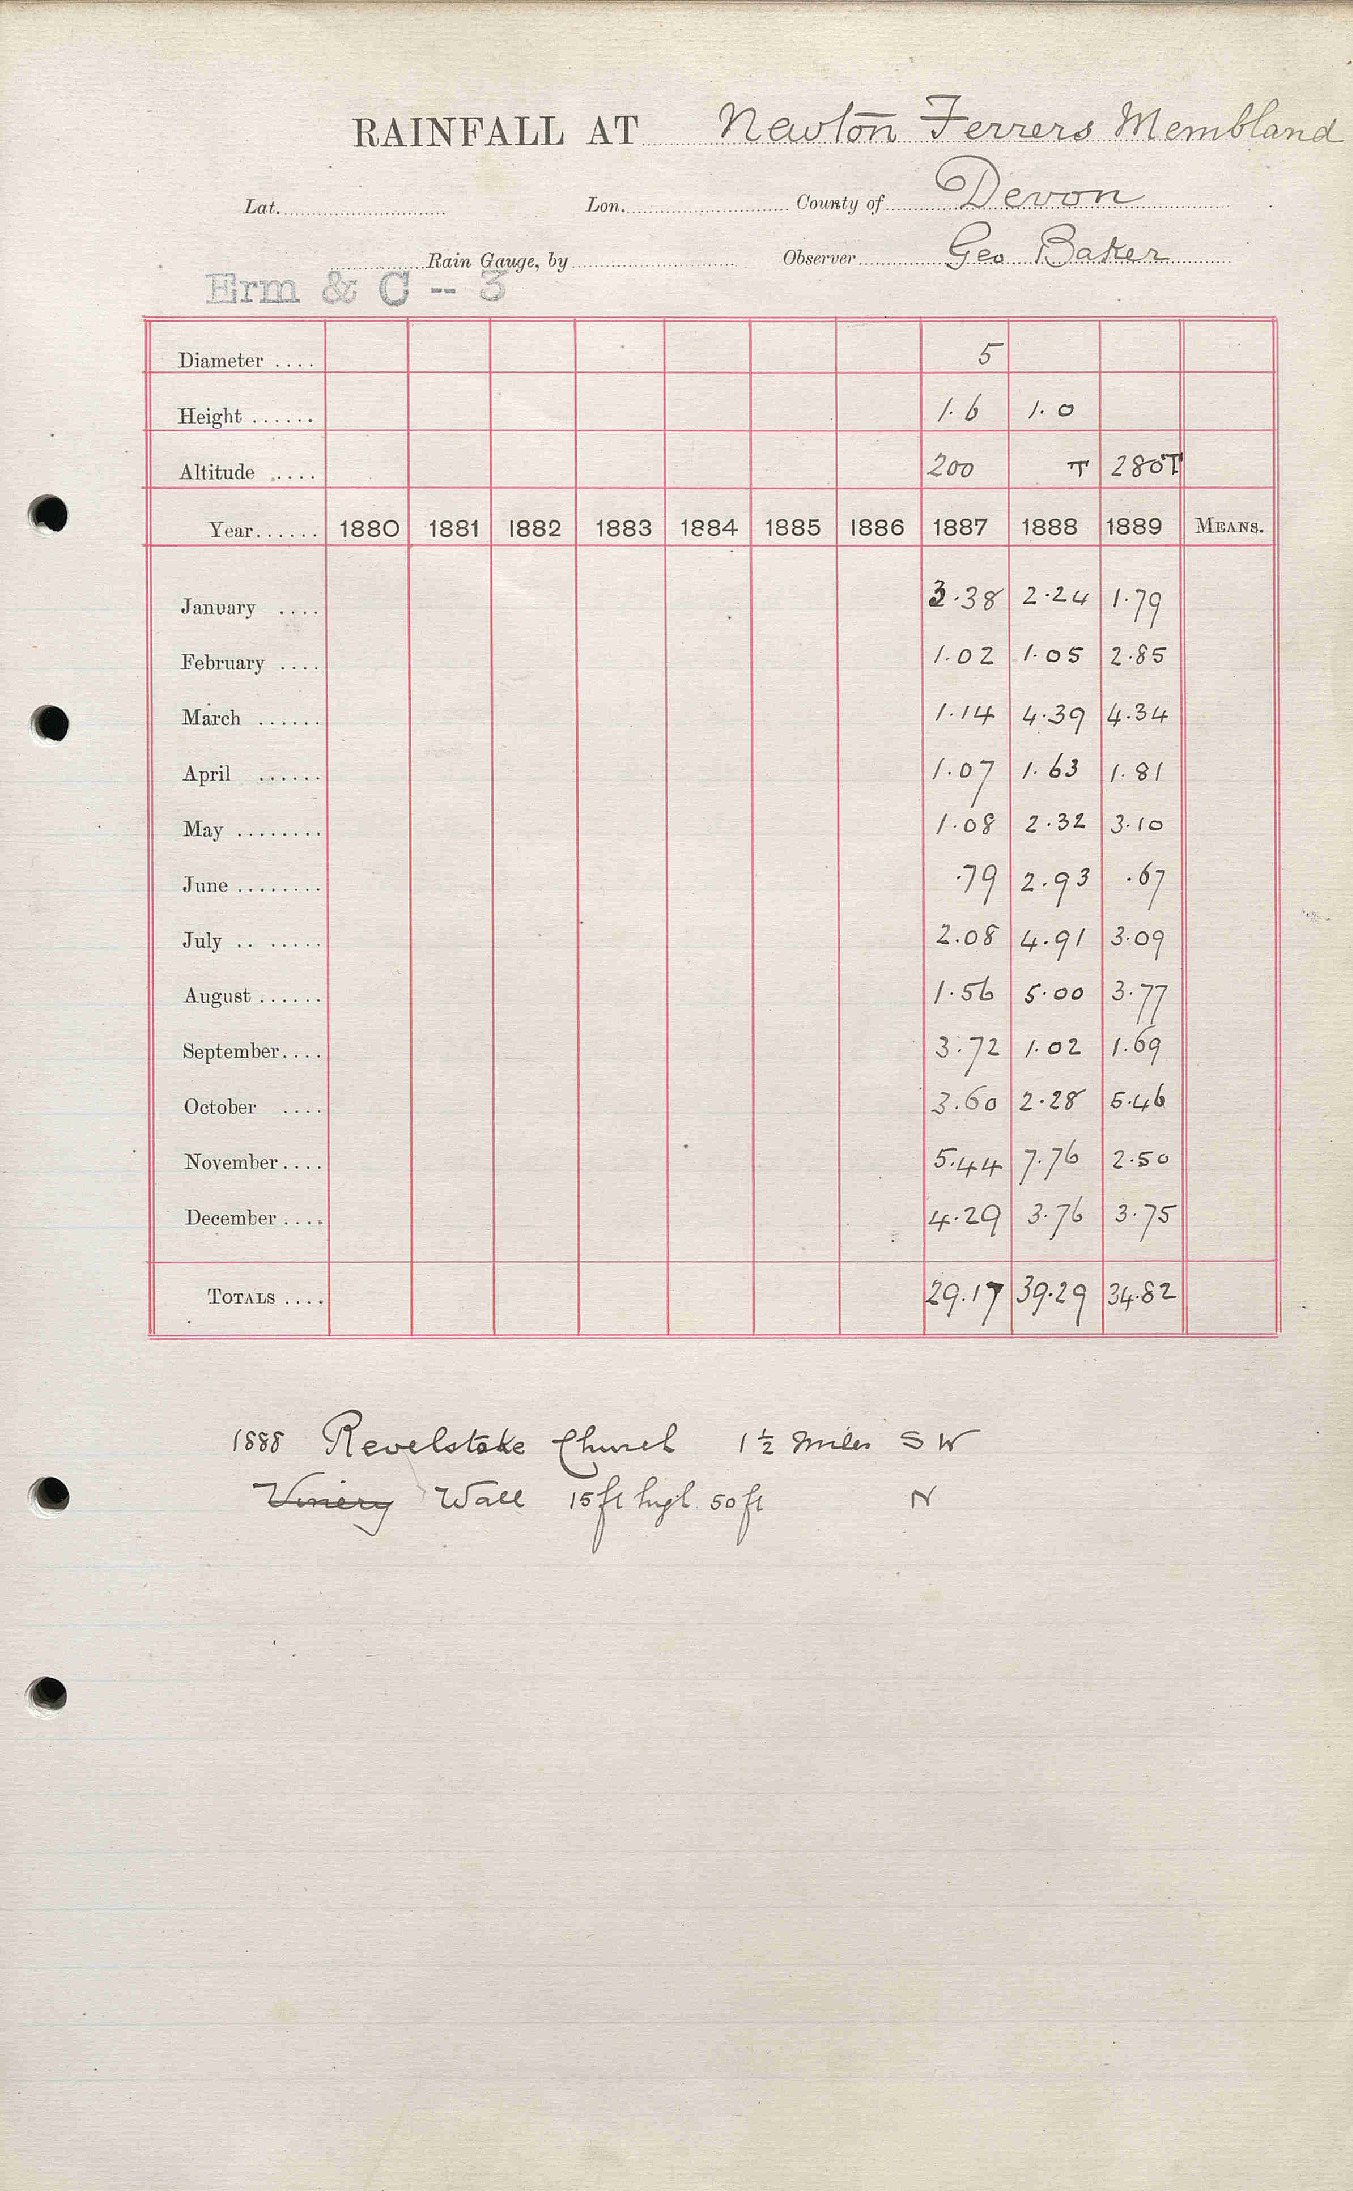 RAINFALL AT Newton Ferrers Membland
Lat. Lon. County of Devon
Rain Gauge, by Observer Geo Baker
Erm & C -- 3
Diameter .... 5
Height ...... 1.6 1.0
Altitude .... 200 T 280T
Year...... 1880 1881 1882 1883 1884 1885 1886 1887 1888 1889 MEANS.
January .... 3.38 2.24 1.79
February .... 1.02 1.05 2.85
March ...... 1.14 4.39 4.34
April ...... 1.07 1.63 1.81
May ........ 1.08 2.32 3.10
June ........ .79 2.93 .67
July .. ..... 2.08 4.91 3.09
August ...... 1.56 5.00 3.77
September.... 3.72 1.02 1.69
October .... 3.60 2.28 5.46
November.... 5.44 7.76 2.50
December .... 4.29 3.76 3.75
TOTALS .... 29.17 39.29 34.82
1888 Revelstoke Church 1½ miles SW
Vinery Wall 15ft high 50ft N